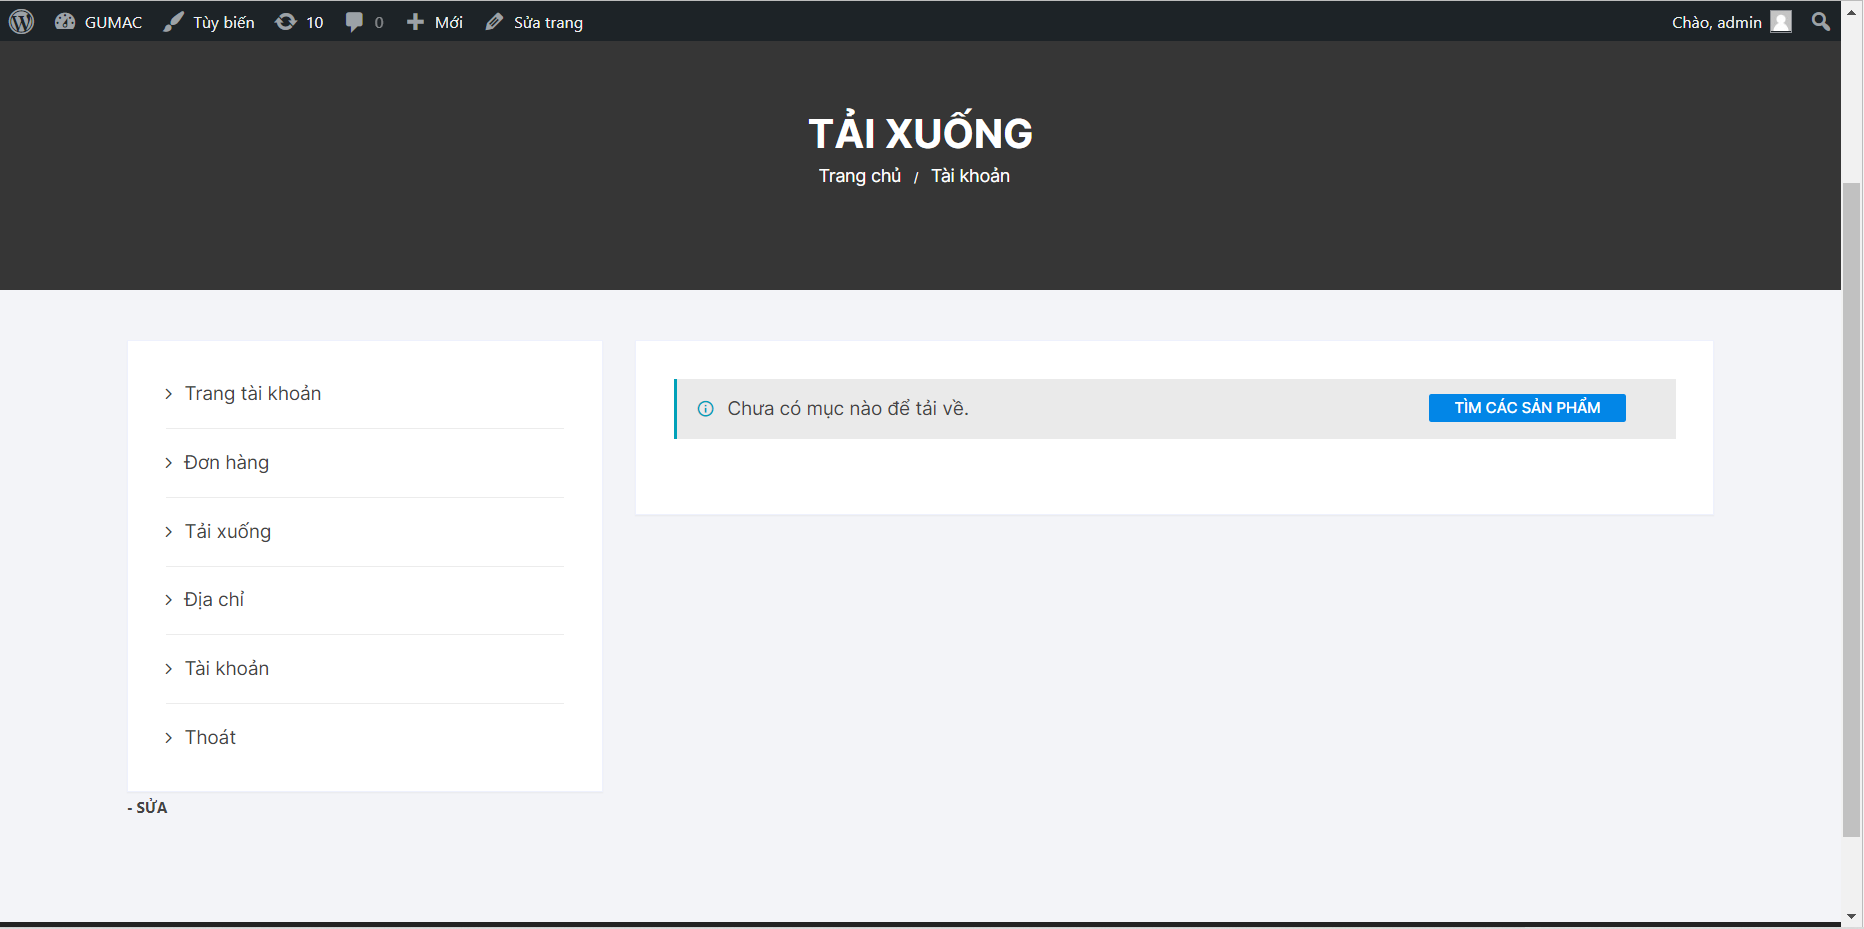 GUMAC Tùy biến 10 0 + Mới Sửa trang Chào, admin
TẢI XUỐNG
Trang chủ / Tài khoản
Trang tài khoản
Đơn hàng
Tải xuống
Địa chỉ
Tài khoản
Thoát
Chưa có mục nào để tải về. TÌM CÁC SẢN PHẨM
- SỬA